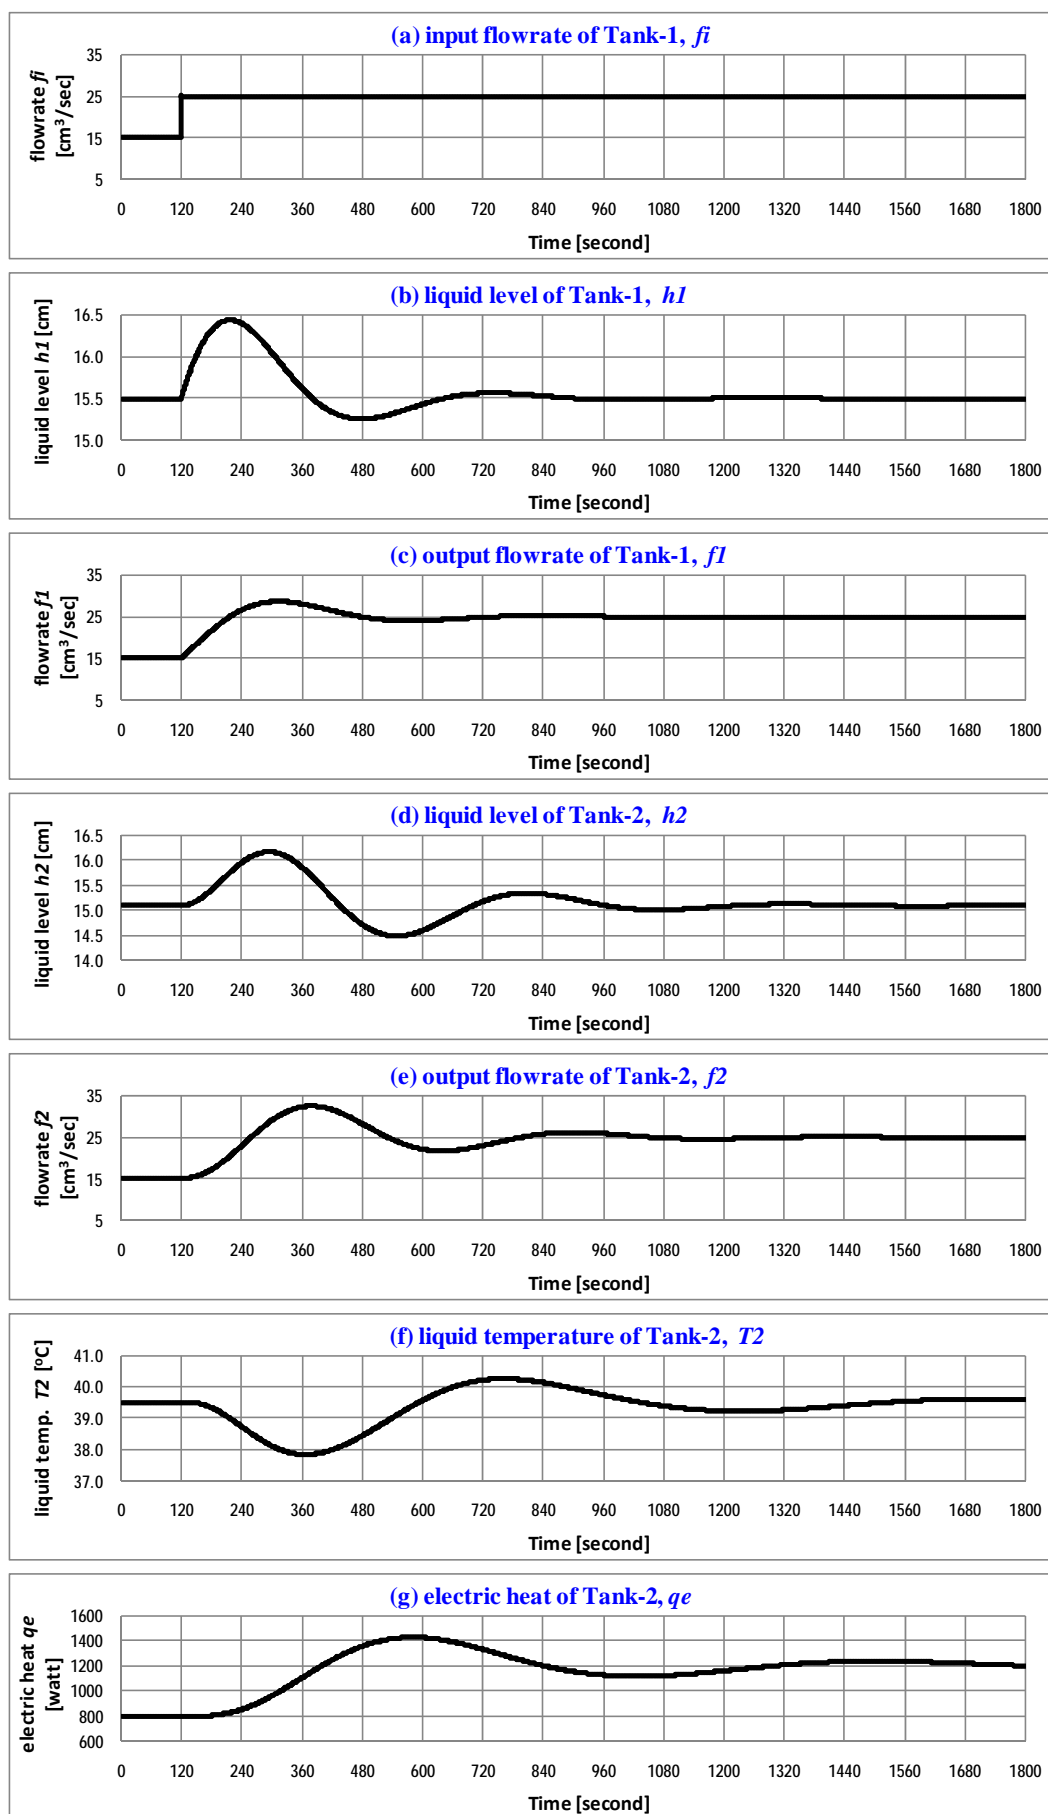 (a) input flowrate of Tank-1, fi
flowrate fi
[cm³/sec]
35
25
15
5
0 120 240 360 480 600 720 840 960 1080 1200 1320 1440 1560 1680 1800
Time [second]
(b) liquid level of Tank-1, h1
liquid level h1 [cm]
16.5
16.0
15.5
15.0
0 120 240 360 480 600 720 840 960 1080 1200 1320 1440 1560 1680 1800
Time [second]
(c) output flowrate of Tank-1, f1
flowrate f1
[cm³/sec]
35
25
15
5
0 120 240 360 480 600 720 840 960 1080 1200 1320 1440 1560 1680 1800
Time [second]
(d) liquid level of Tank-2, h2
liquid level h2 [cm]
16.5
16.0
15.5
15.0
14.5
14.0
0 120 240 360 480 600 720 840 960 1080 1200 1320 1440 1560 1680 1800
Time [second]
(e) output flowrate of Tank-2, f2
flowrate f2
[cm³/sec]
35
25
15
5
0 120 240 360 480 600 720 840 960 1080 1200 1320 1440 1560 1680 1800
Time [second]
(f) liquid temperature of Tank-2, T2
liquid temp. T2 [ºC]
41.0
40.0
39.0
38.0
37.0
0 120 240 360 480 600 720 840 960 1080 1200 1320 1440 1560 1680 1800
Time [second]
(g) electric heat of Tank-2, qe
electric heat qe
[watt]
1600
1400
1200
1000
800
600
0 120 240 360 480 600 720 840 960 1080 1200 1320 1440 1560 1680 1800
Time [second]